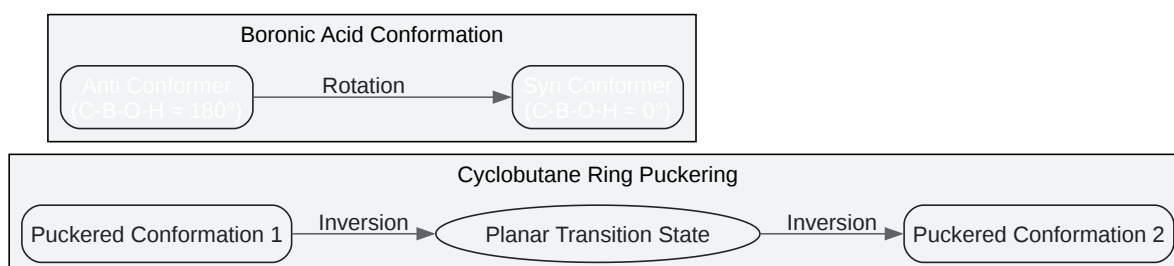 Boronic Acid Conformation
Anti Conformer
(C-B-O-H ≈ 180°)
Rotation
Syn Conformer
(C-B-O-H ≈ 0°)
Cyclobutane Ring Puckering
Puckered Conformation 1
Inversion
Planar Transition State
Inversion
Puckered Conformation 2